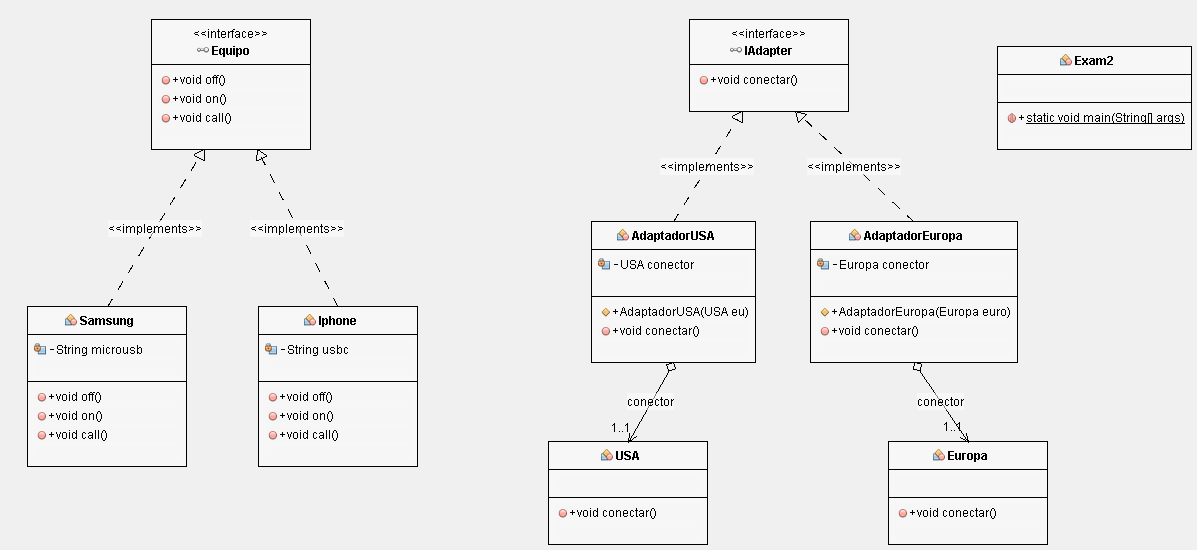 <<interface>>
Equipo
+void off()
+void on()
+void call()
<<implements>>
<<implements>>
Samsung
-String microusb
+void off()
+void on()
+void call()
Iphone
-String usbc
+void off()
+void on()
+void call()
<<interface>>
IAdapter
+void conectar()
<<implements>>
<<implements>>
AdaptadorUSA
-USA conector
+AdaptadorUSA(USA eu)
+void conectar()
AdaptadorEuropa
-Europa conector
+AdaptadorEuropa(Europa euro)
+void conectar()
conector
1..1
conector
1..1
USA
+void conectar()
Europa
+void conectar()
Exam2
+static void main(String[] args)